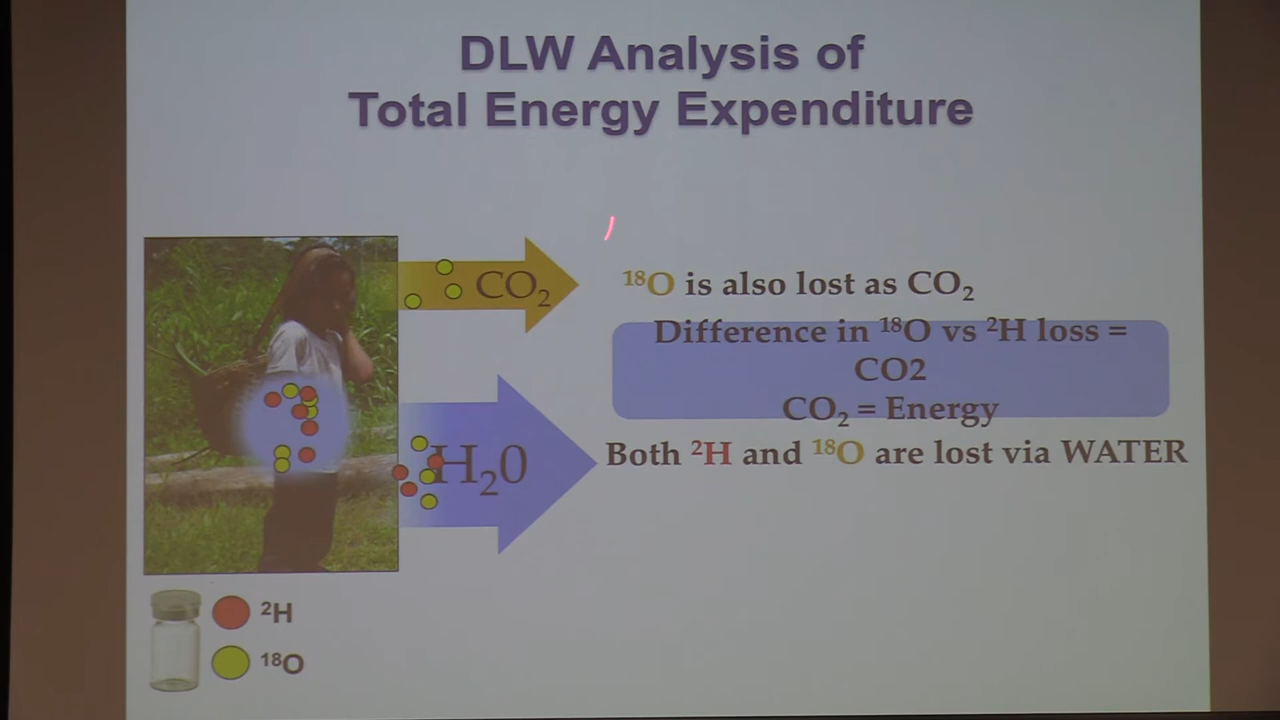 DLW Analysis of
Total Energy Expenditure
CO₂
¹⁸O is also lost as CO₂
Difference in ¹⁸O vs ²H loss =
CO2
CO₂ = Energy
H₂0
Both ²H and ¹⁸O are lost via WATER
²H
¹⁸O